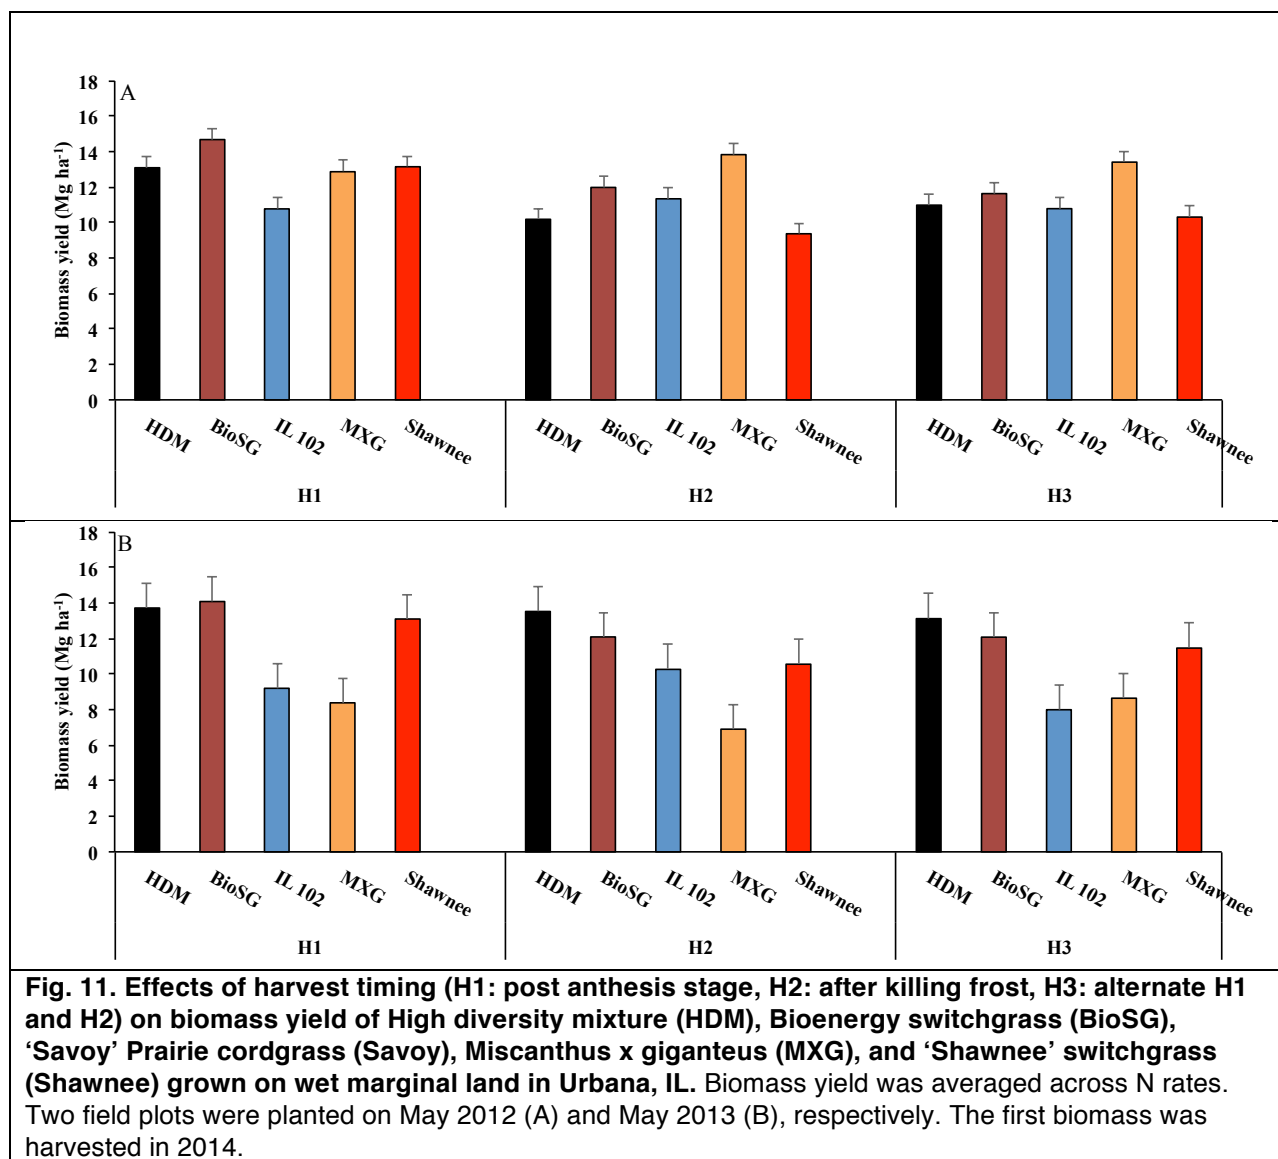 A
Biomass yield (Mg ha⁻¹)
18
16
14
12
10
8
6
4
2
0
HDM BioSG IL 102 MXG Shawnee HDM BioSG IL 102 MXG Shawnee HDM BioSG IL 102 MXG Shawnee
H1 H2 H3
B
Biomass yield (Mg ha⁻¹)
18
16
14
12
10
8
6
4
2
0
HDM BioSG IL 102 MXG Shawnee HDM BioSG IL 102 MXG Shawnee HDM BioSG IL 102 MXG Shawnee
H1 H2 H3
Fig. 11. Effects of harvest timing (H1: post anthesis stage, H2: after killing frost, H3: alternate H1
and H2) on biomass yield of High diversity mixture (HDM), Bioenergy switchgrass (BioSG),
‘Savoy’ Prairie cordgrass (Savoy), Miscanthus x giganteus (MXG), and ‘Shawnee’ switchgrass
(Shawnee) grown on wet marginal land in Urbana, IL. Biomass yield was averaged across N rates.
Two field plots were planted on May 2012 (A) and May 2013 (B), respectively. The first biomass was
harvested in 2014.